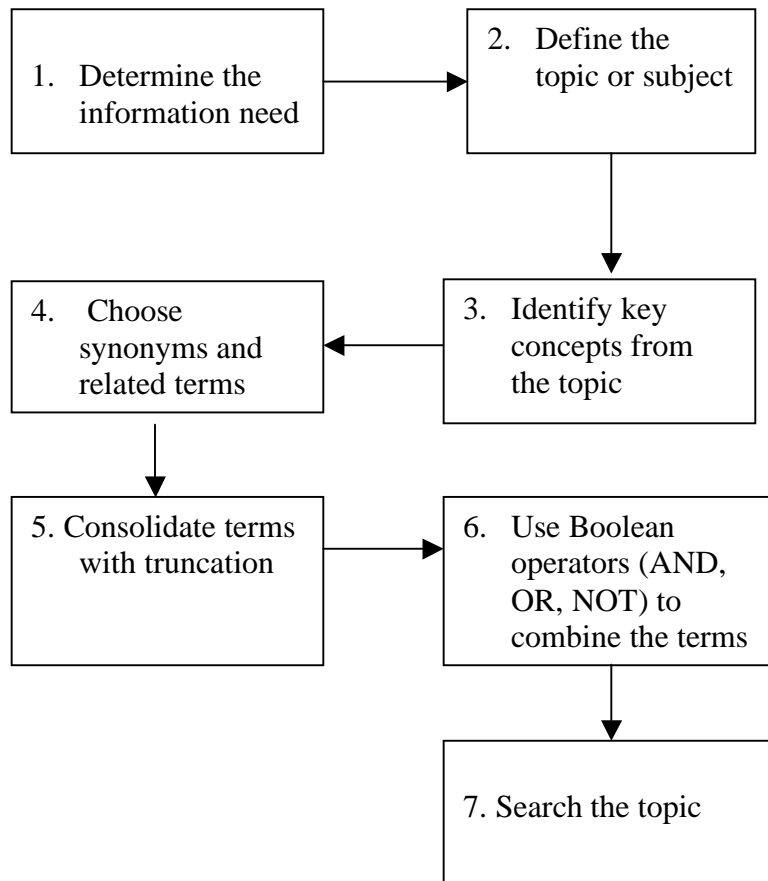 1. Determine the
information need
2. Define the
topic or subject
3. Identify key
concepts from
the topic
4. Choose
synonyms and
related terms
5. Consolidate terms
with truncation
6. Use Boolean
operators (AND,
OR, NOT) to
combine the terms
7. Search the topic